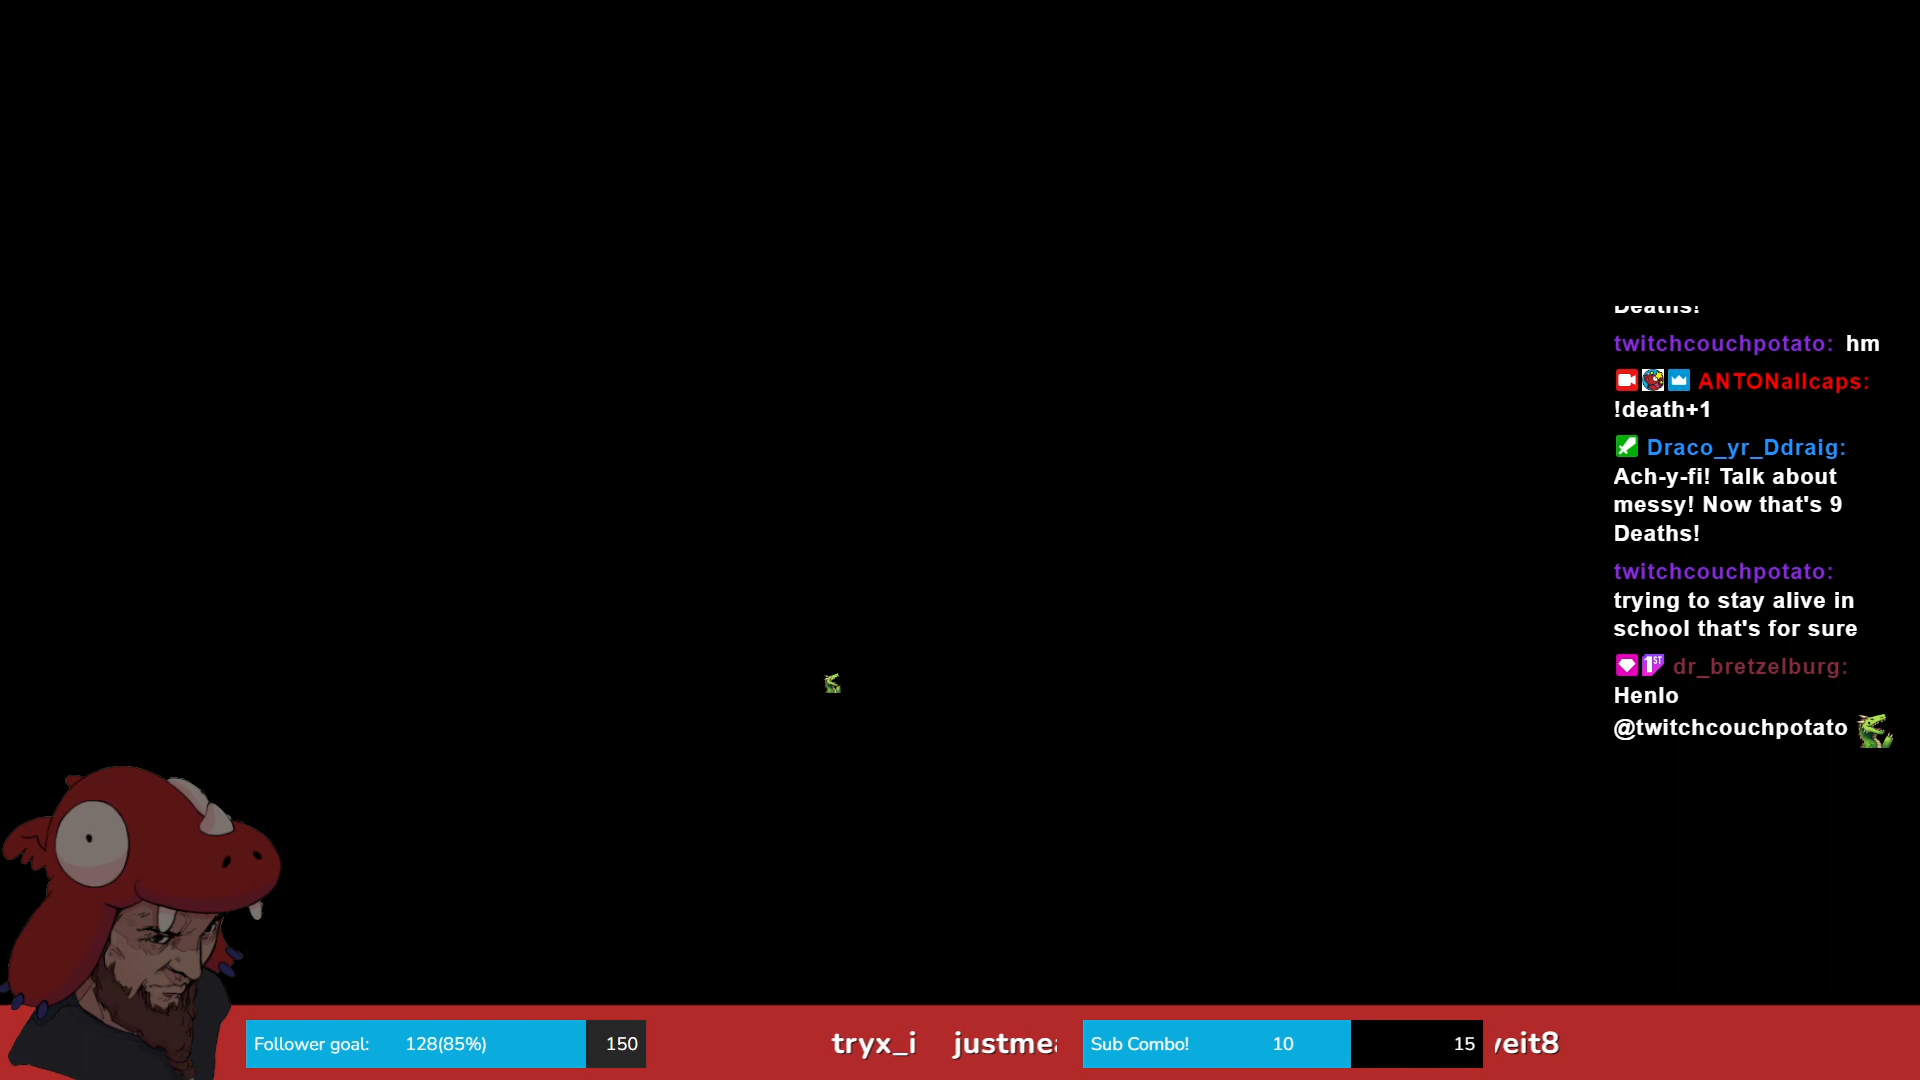 Deaths!
twitchcouchpotato: hm
ANTONallcaps:
!death+1
Draco_yr_Ddraig:
Ach-y-fi! Talk about
messy! Now that's 9
Deaths!
twitchcouchpotato:
trying to stay alive in
school that's for sure
1ST dr_bretzelburg:
Henlo
@twitchcouchpotato
Follower goal: 128(85%) 150 tryx_i Sub Combo! 10 15